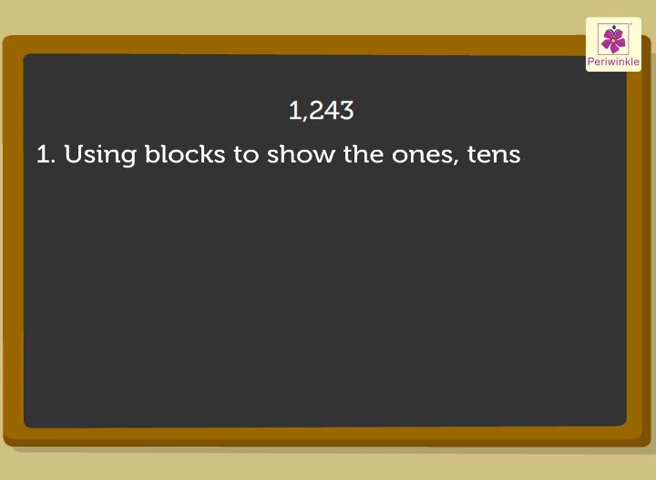 Periwinkle
1,243
1. Using blocks to show the ones, tens